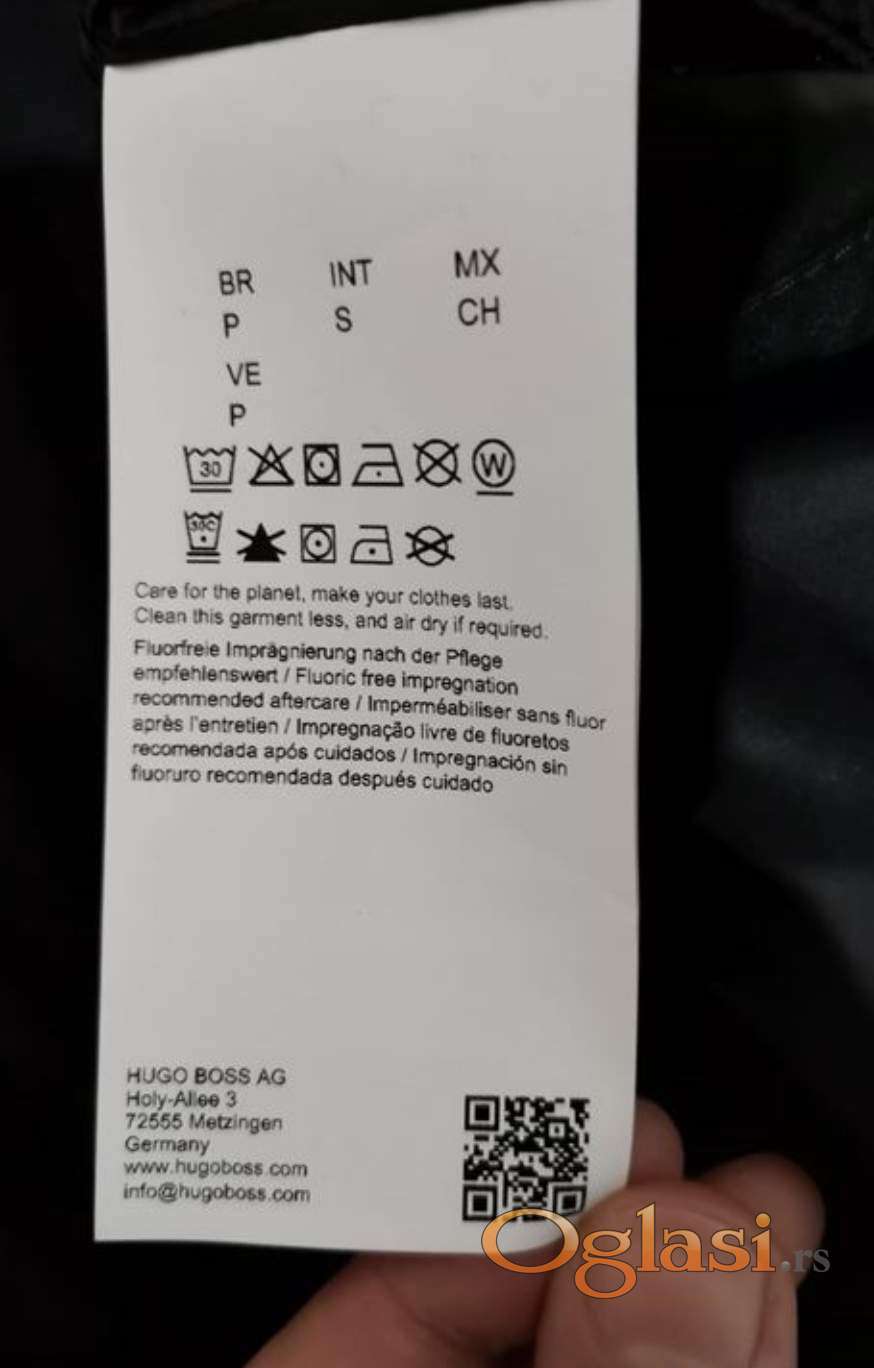 BR INT MX
P S CH
VE
P
30 W
30C
Care for the planet, make your clothes last.
Clean this garment less, and air dry if required.
Fluorfreie Imprägnierung nach der Pflege
empfehlenswert / Fluoric free impregnation
recommended aftercare / Imperméabiliser sans fluor
après l'entretien / Impregnação livre de fluoretos
recomendada após cuidados / Impregnación sin
fluoruro recomendada después cuidado
HUGO BOSS AG
Holy-Allee 3
72555 Metzingen
Germany
www.hugoboss.com
info@hugoboss.com
Oglasi.rs